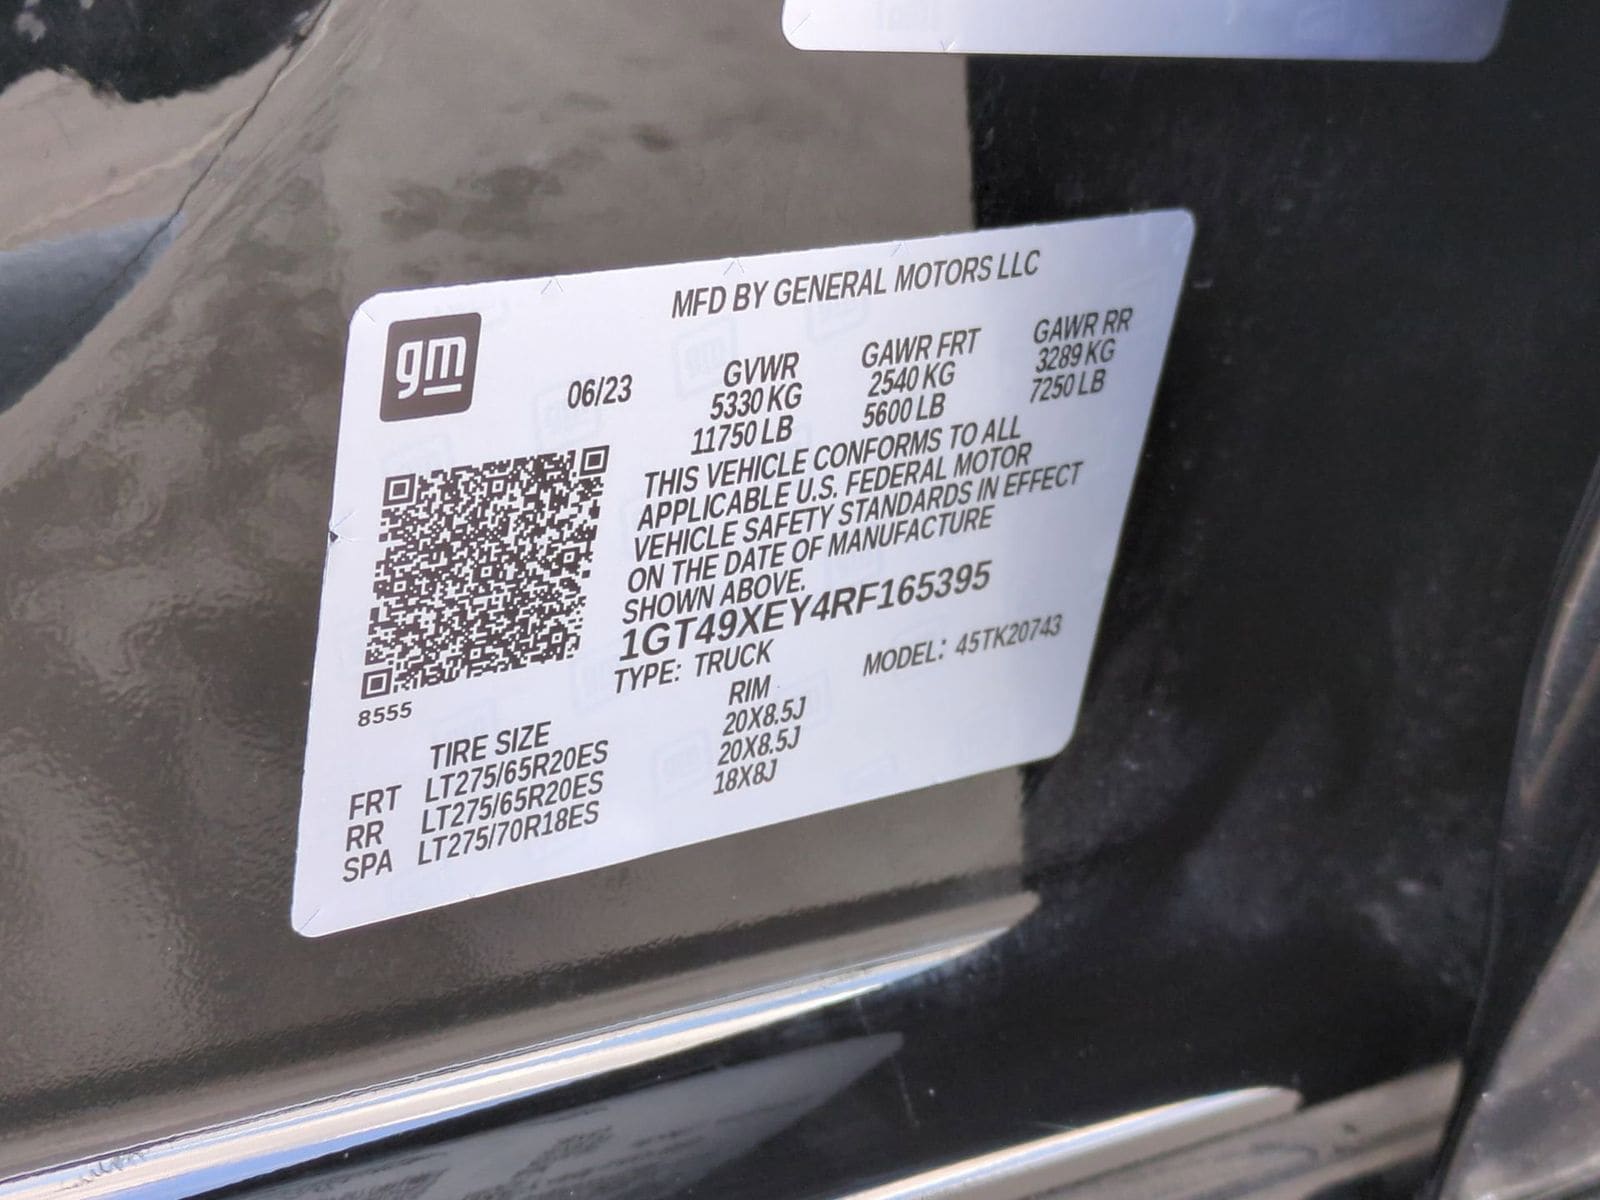 MFD BY GENERAL MOTORS LLC
gm
06/23
GVWR GAWR FRT GAWR RR
5330 KG 2540 KG 3289 KG
11750 LB 5600 LB 7250 LB
THIS VEHICLE CONFORMS TO ALL
APPLICABLE U.S. FEDERAL MOTOR
VEHICLE SAFETY STANDARDS IN EFFECT
ON THE DATE OF MANUFACTURE
SHOWN ABOVE.
1GT49XEY4RF165395
TYPE: TRUCK MODEL: 45TK20743
8555
TIRE SIZE RIM
FRT LT275/65R20ES 20X8.5J
RR LT275/65R20ES 20X8.5J
SPA LT275/70R18ES 18X8J